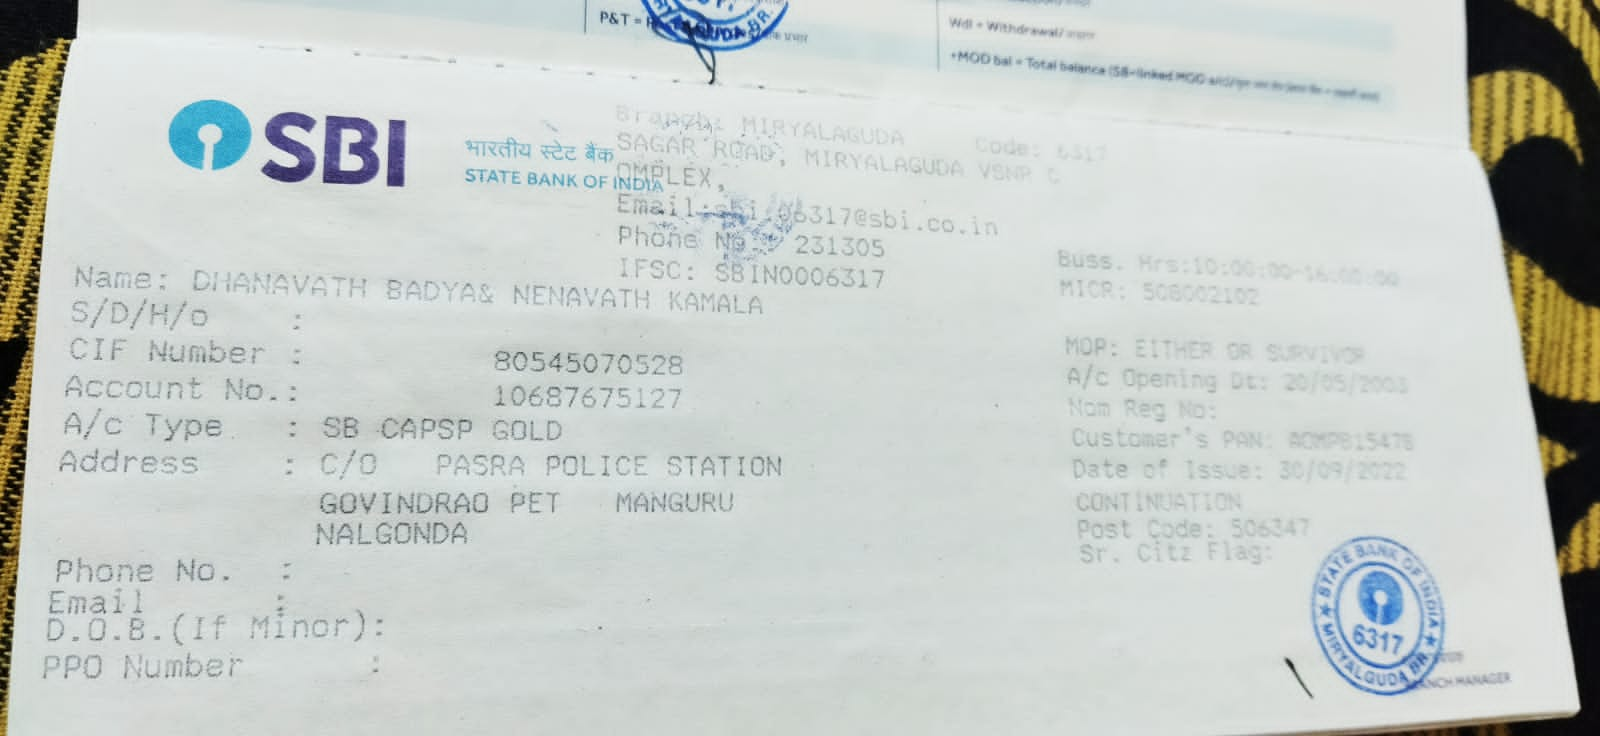 P&T =
Wdl = Withdrawal/
+MOD bal = Total balance (SB+linked MOD
SBI
भारतीय स्टेट बैंक
STATE BANK OF INDIA
Branch: MIRYALAGUDA Code: 6317
SAGAR ROAD, MIRYALAGUDA VSNR C
OMPLEX,
Email:sbi.06317@sbi.co.in
Phone No. 231305
IFSC: SBIN0006317
Buss. Hrs:10:00:00-16:00:00
MICR: 508002102
Name: DHANAVATH BADYA& NENAVATH KAMALA
S/D/H/o :
CIF Number : 80545070528
Account No.: 10687675127
A/c Type : SB CAPSP GOLD
Address : C/O PASRA POLICE STATION
GOVINDRAO PET MANGURU
NALGONDA
Phone No. :
Email :
D.O.B.(If Minor):
PPO Number :
MOP: EITHER OR SURVIVOR
A/c Opening Dt: 20/05/2003
Nom Reg No:
Customer's PAN:
Date of Issue: 30/09/2022
CONTINUATION
Post Code: 506347
Sr. Citz Flag:
STATE BANK OF INDIA
6317
MIRYALGUDA BR.
BRANCH MANAGER